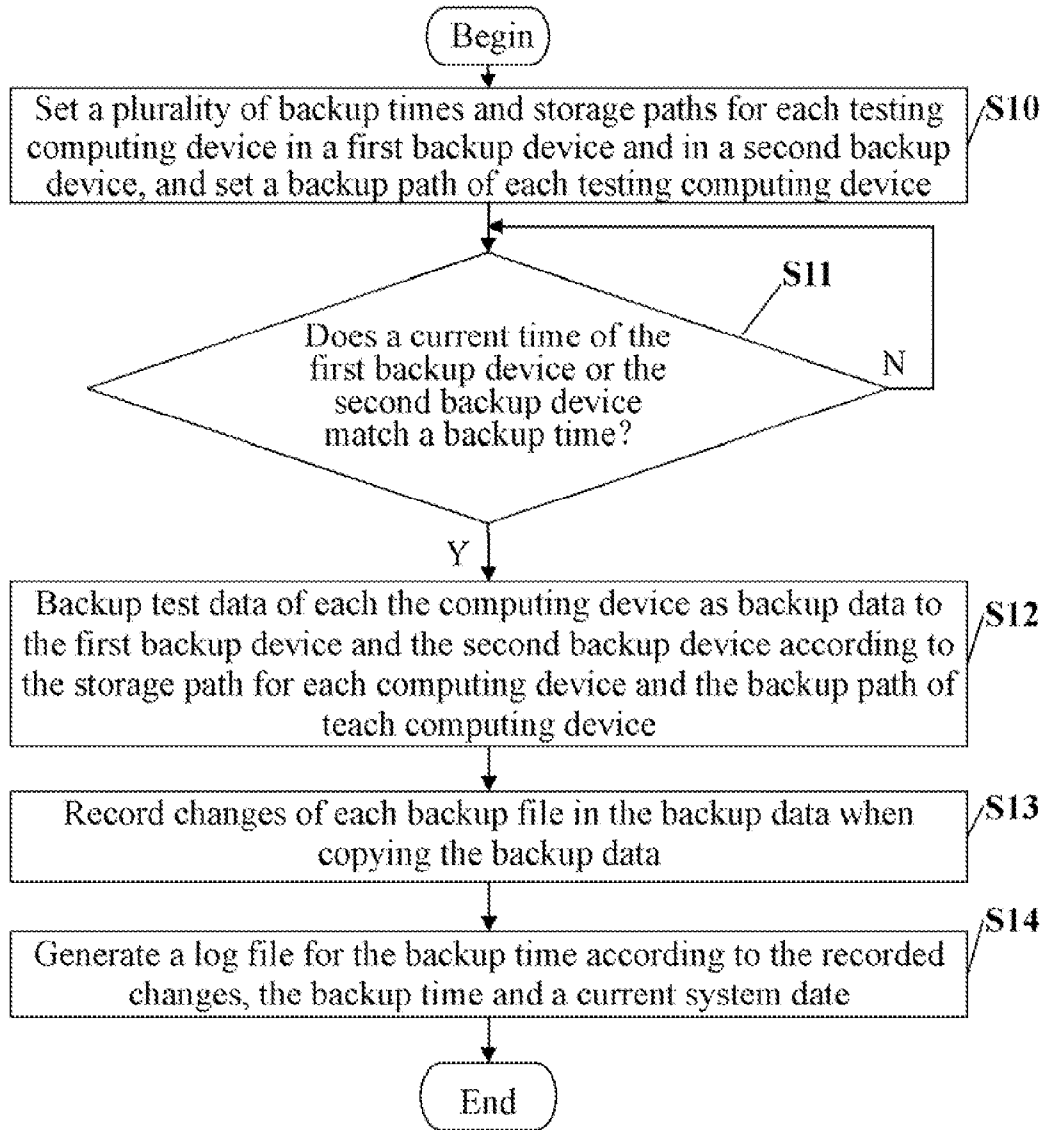 Begin
Set a plurality of backup times and storage paths for each testing
computing device in a first backup device and in a second backup
device, and set a backup path of each testing computing device
S10
S11
Does a current time of the
first backup device or the
second backup device
match a backup time?
N
Y
Backup test data of each the computing device as backup data to
the first backup device and the second backup device according to
the storage path for each computing device and the backup path of
teach computing device
S12
Record changes of each backup file in the backup data when
copying the backup data
S13
Generate a log file for the backup time according to the recorded
changes, the backup time and a current system date
S14
End